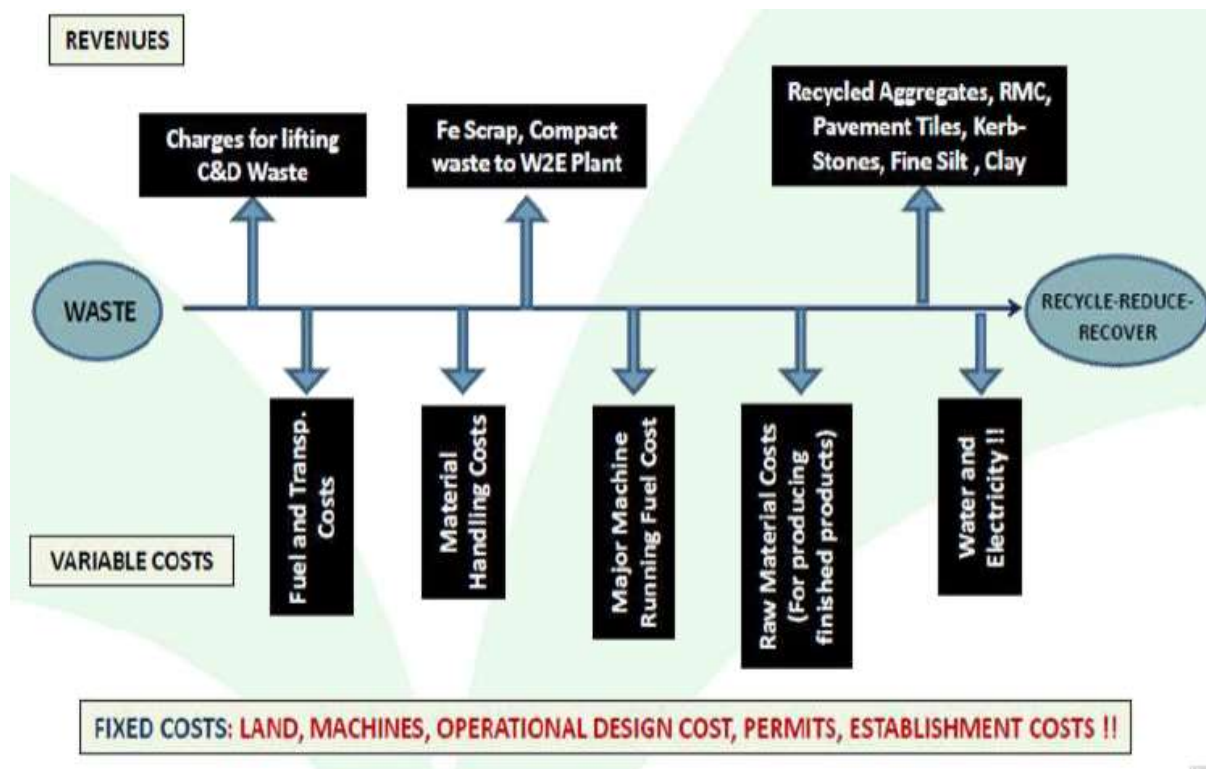 REVENUES
Charges for lifting
C&D Waste
Fe Scrap, Compact
waste to W2E Plant
Recycled Aggregates, RMC,
Pavement Tiles, Kerb-
Stones, Fine Silt , Clay
WASTE
RECYCLE-REDUCE-
RECOVER
Fuel and Transp.
Costs
Material
Handling Costs
Major Machine
Running Fuel Cost
Raw Material Costs
(For producing
finished products)
Water and
Electricity !!
VARIABLE COSTS
FIXED COSTS: LAND, MACHINES, OPERATIONAL DESIGN COST, PERMITS, ESTABLISHMENT COSTS !!